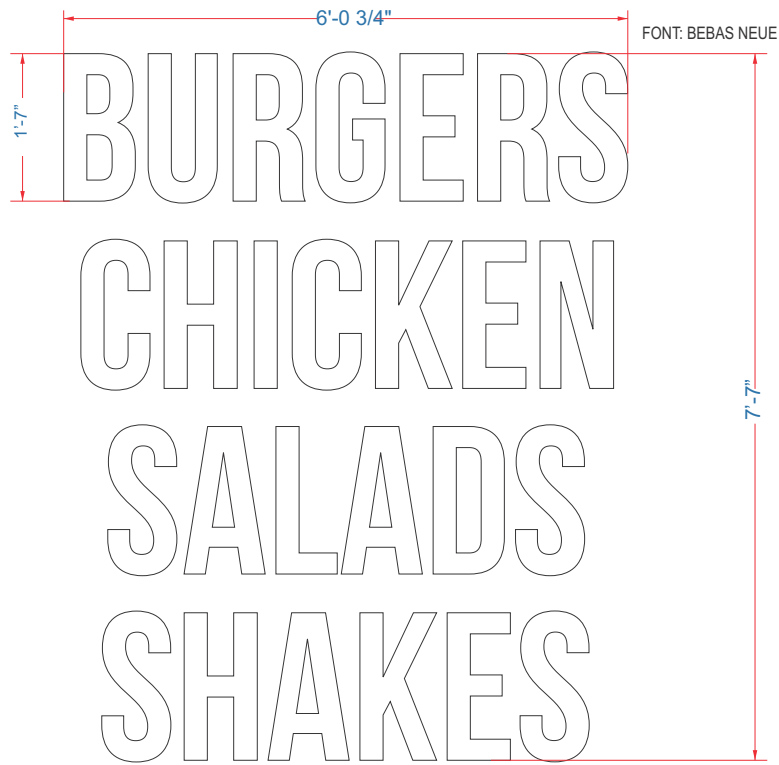 6'-0 3/4"
FONT: BEBAS NEUE
1'-7"
BURGERS
CHICKEN
7'-7"
SALADS
SHAKES